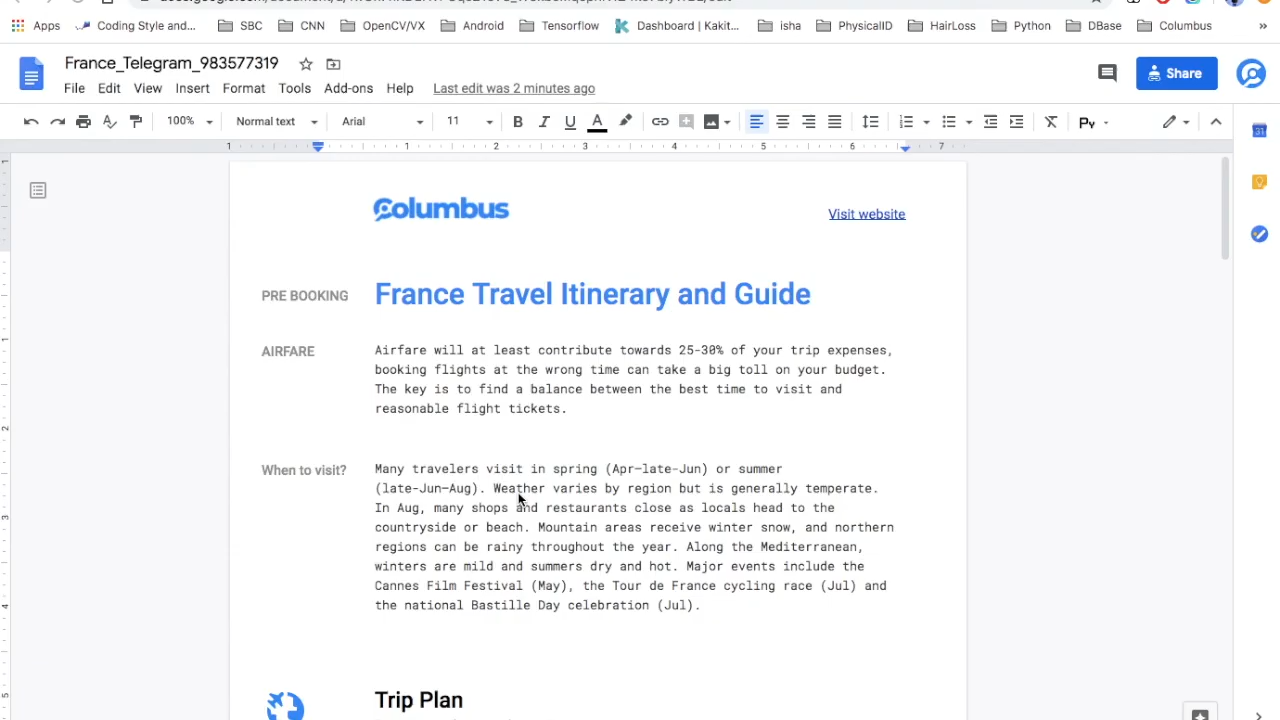 Apps
Coding Style and...
SBC
CNN
OpenCV/VX
Android
Tensorflow
Dashboard | Kakit...
isha
PhysicalID
HairLoss
Python
DBase
Columbus
»
France_Telegram_983577319
Share
File Edit View Insert Format Tools Add-ons Help Last edit was 2 minutes ago
100% Normal text Arial 11 B I U A Py
1 1 2 3 4 5 6 7
Columbus
Visit website
PRE BOOKING
France Travel Itinerary and Guide
AIRFARE
Airfare will at least contribute towards 25-30% of your trip expenses,
booking flights at the wrong time can take a big toll on your budget.
The key is to find a balance between the best time to visit and
reasonable flight tickets.
When to visit?
Many travelers visit in spring (Apr–late-Jun) or summer
(late-Jun–Aug). Weather varies by region but is generally temperate.
In Aug, many shops and restaurants close as locals head to the
countryside or beach. Mountain areas receive winter snow, and northern
regions can be rainy throughout the year. Along the Mediterranean,
winters are mild and summers dry and hot. Major events include the
Cannes Film Festival (May), the Tour de France cycling race (Jul) and
the national Bastille Day celebration (Jul).
Trip Plan